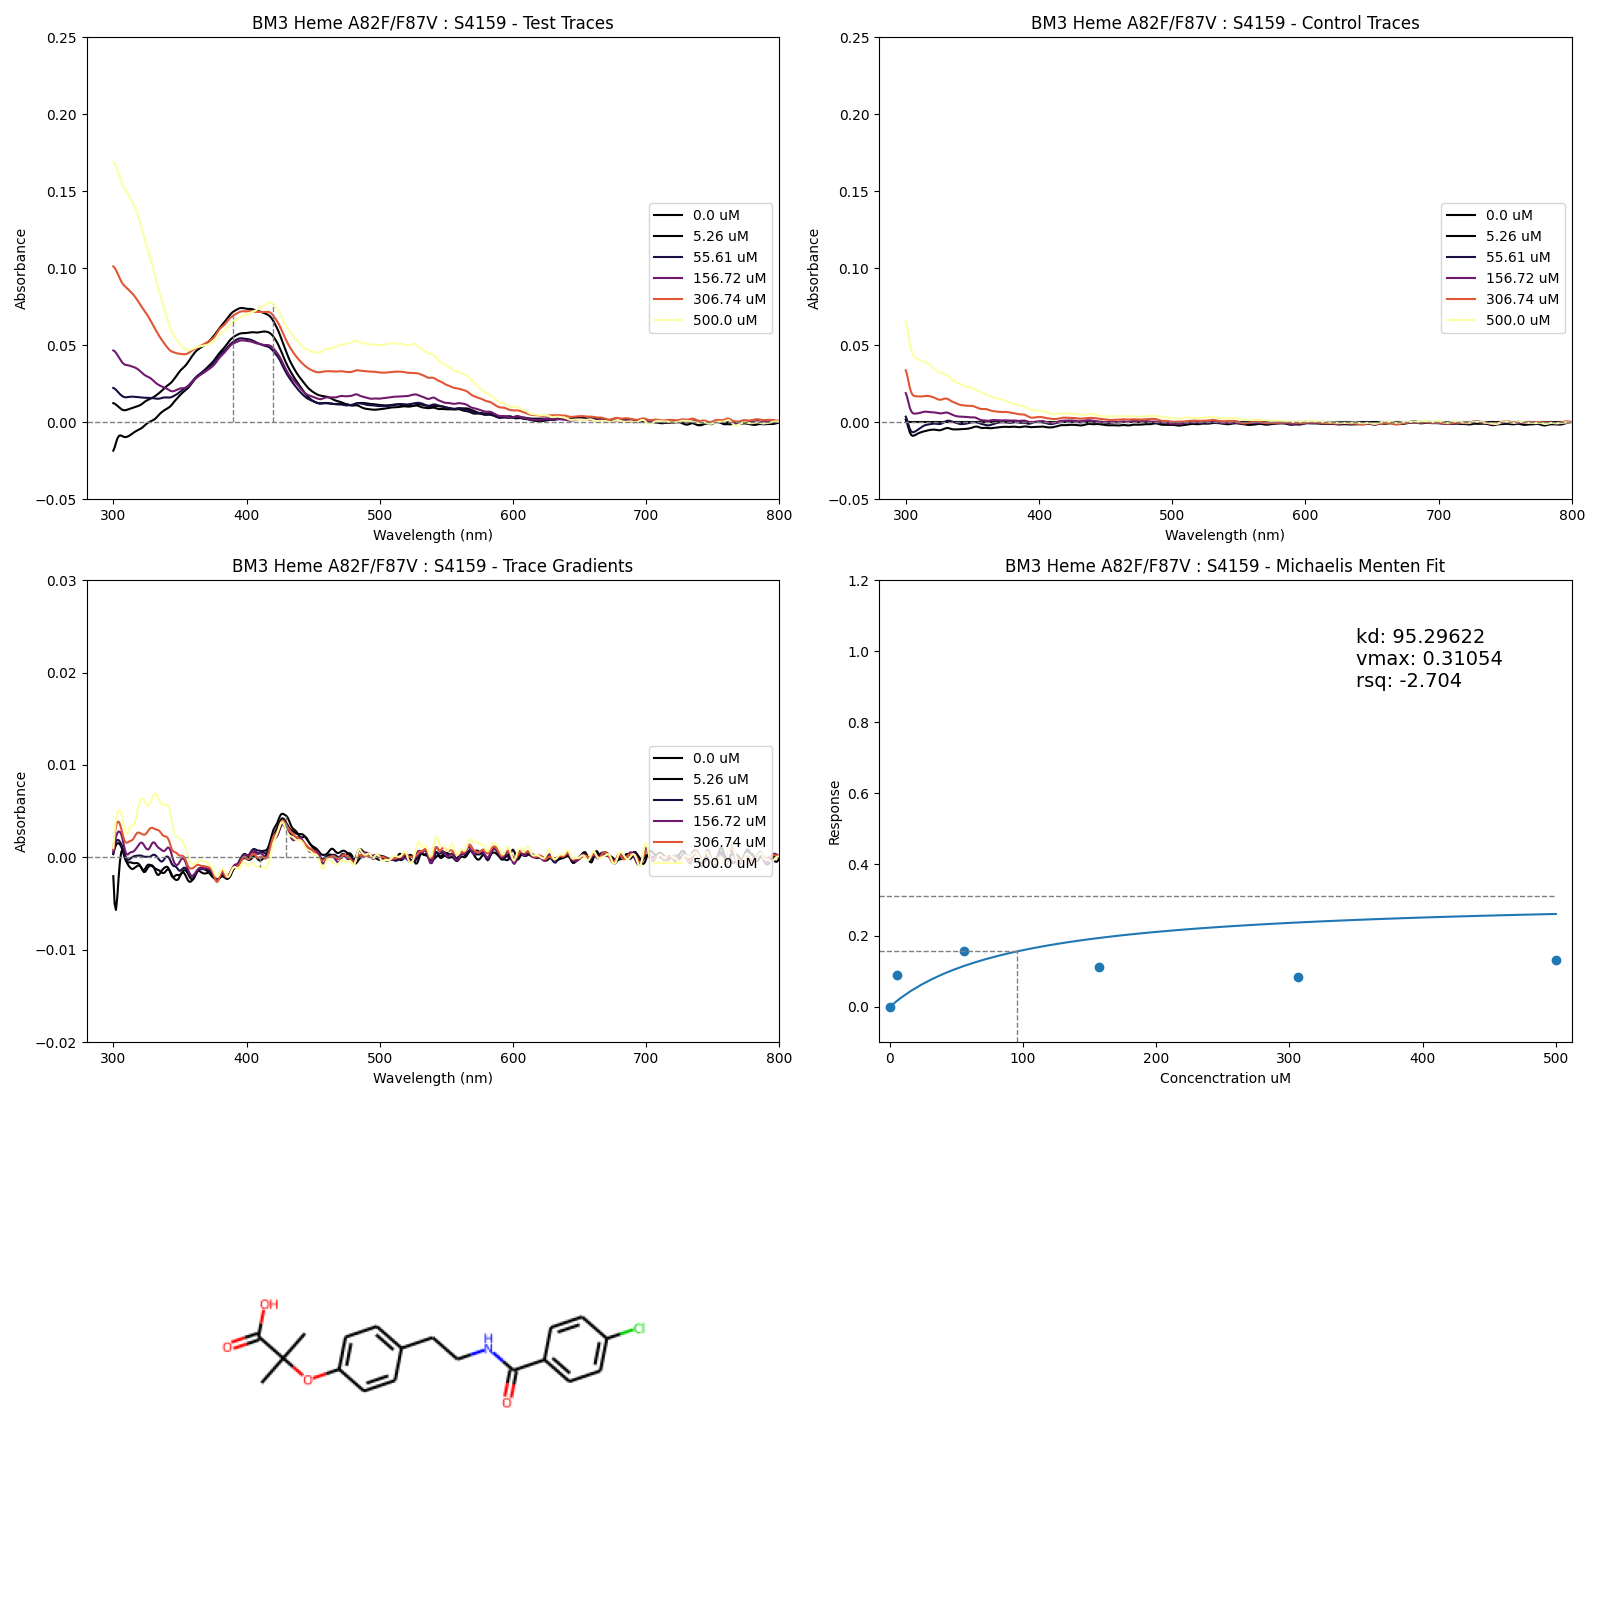 BM3 Heme A82F/F87V : S4159 - Test Traces
0.25
0.20
0.15
0.10
0.05
0.00
−0.05
Absorbance
300 400 500 600 700 800
Wavelength (nm)
0.0 uM
5.26 uM
55.61 uM
156.72 uM
306.74 uM
500.0 uM
BM3 Heme A82F/F87V : S4159 - Control Traces
0.25
0.20
0.15
0.10
0.05
0.00
−0.05
Absorbance
300 400 500 600 700 800
Wavelength (nm)
0.0 uM
5.26 uM
55.61 uM
156.72 uM
306.74 uM
500.0 uM
BM3 Heme A82F/F87V : S4159 - Trace Gradients
0.03
0.02
0.01
0.00
−0.01
−0.02
Absorbance
300 400 500 600 700 800
Wavelength (nm)
0.0 uM
5.26 uM
55.61 uM
156.72 uM
306.74 uM
500.0 uM
BM3 Heme A82F/F87V : S4159 - Michaelis Menten Fit
1.2
1.0
0.8
0.6
0.4
0.2
0.0
Response
0 100 200 300 400 500
Concenctration uM
kd: 95.29622
vmax: 0.31054
rsq: -2.704
OH
O
O
H
N
O
Cl